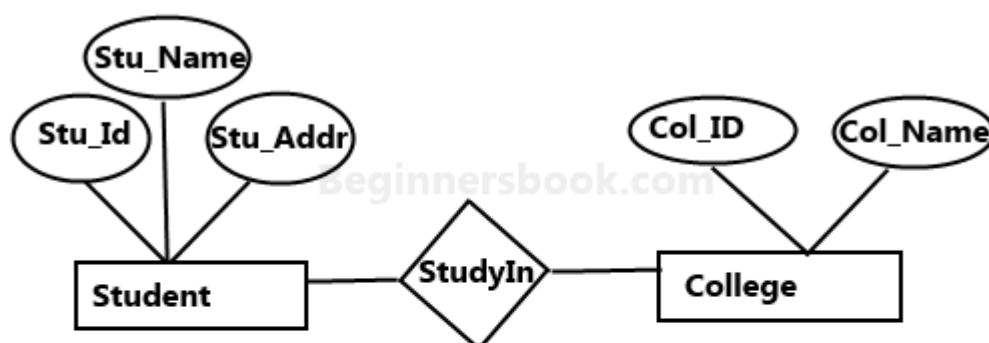 Stu_Name
Stu_Id
Stu_Addr
Col_ID
Col_Name
Beginnersbook.com
Student
StudyIn
College